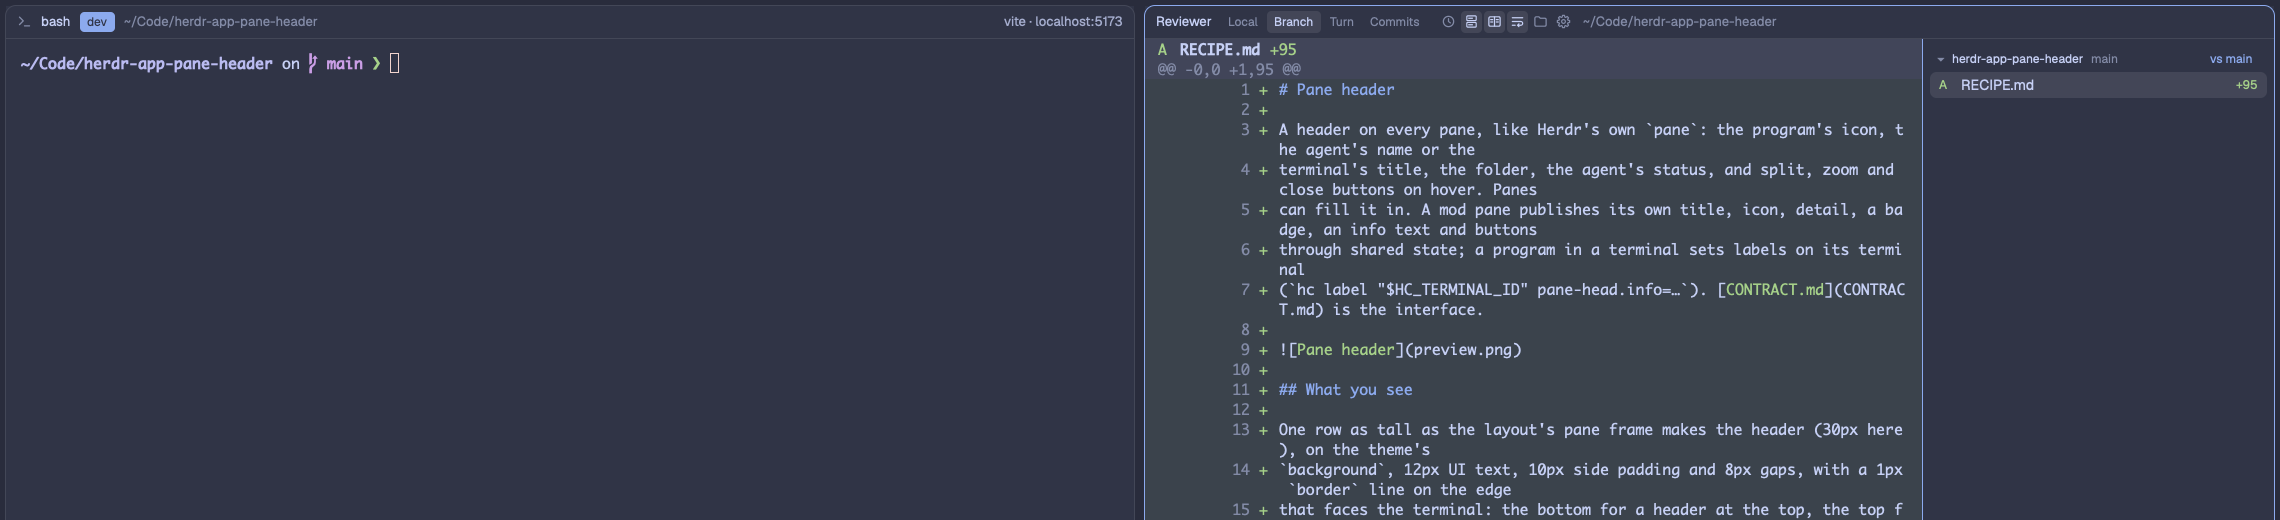 bash dev ~/Code/herdr-app-pane-header vite · localhost:5173
~/Code/herdr-app-pane-header on main ❯
Reviewer Local Branch Turn Commits ~/Code/herdr-app-pane-header
A RECIPE.md +95
@@ -0,0 +1,95 @@
1 + # Pane header
2 +
3 + A header on every pane, like Herdr's own `pane`: the program's icon, t
he agent's name or the
4 + terminal's title, the folder, the agent's status, and split, zoom and
close buttons on hover. Panes
5 + can fill it in. A mod pane publishes its own title, icon, detail, a ba
dge, an info text and buttons
6 + through shared state; a program in a terminal sets labels on its termi
nal
7 + (`hc label "$HC_TERMINAL_ID" pane-head.info=…`). [CONTRACT.md](CONTRAC
T.md) is the interface.
8 +
9 + ![Pane header](preview.png)
10 +
11 + ## What you see
12 +
13 + One row as tall as the layout's pane frame makes the header (30px here
), on the theme's
14 + `background`, 12px UI text, 10px side padding and 8px gaps, with a 1px
`border` line on the edge
15 + that faces the terminal: the bottom for a header at the top, the top f
herdr-app-pane-header main vs main
A RECIPE.md +95